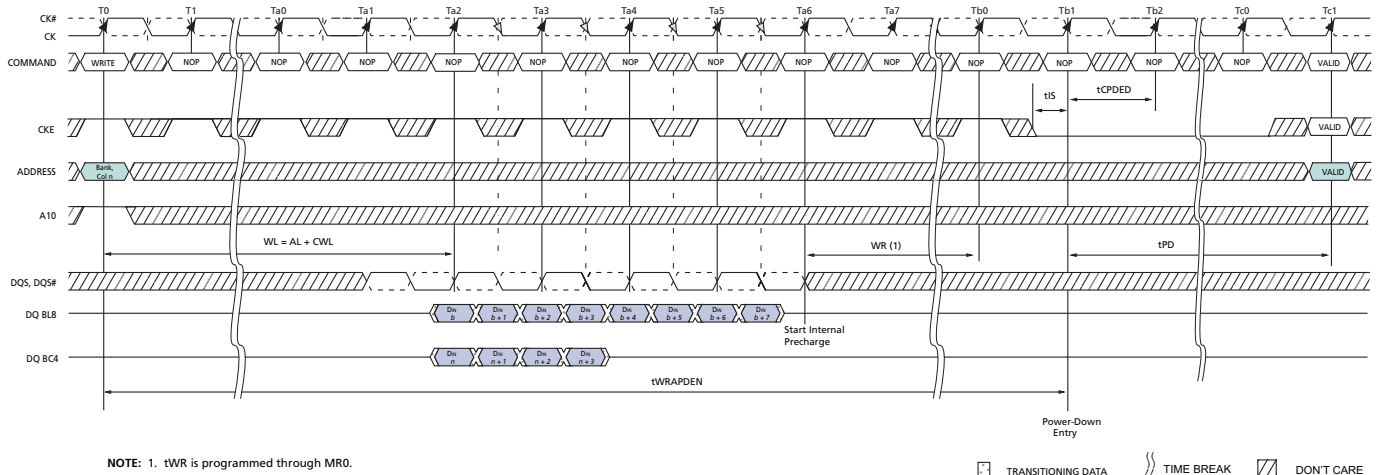 T0 T1 Ta0 Ta1 Ta2 Ta3 Ta4 Ta5 Ta6 Ta7 Tb0 Tb1 Tb2 Tc0 Tc1
CK#
CK
COMMAND WRITE NOP NOP NOP NOP NOP NOP NOP NOP NOP NOP NOP NOP NOP VALID
tIS tCPDED
CKE VALID
ADDRESS Bank, Col n VALID
A10
WL = AL + CWL WR (1) tPD
DQS, DQS#
DQ BL8 DIN b DIN b + 1 DIN b + 2 DIN b + 3 DIN b + 4 DIN b + 5 DIN b + 6 DIN b + 7
Start Internal
Precharge
DQ BC4 DIN n DIN n + 1 DIN n + 2 DIN n + 3
tWRAPDEN
Power-Down
Entry
NOTE: 1. tWR is programmed through MR0.
TRANSITIONING DATA TIME BREAK DON'T CARE